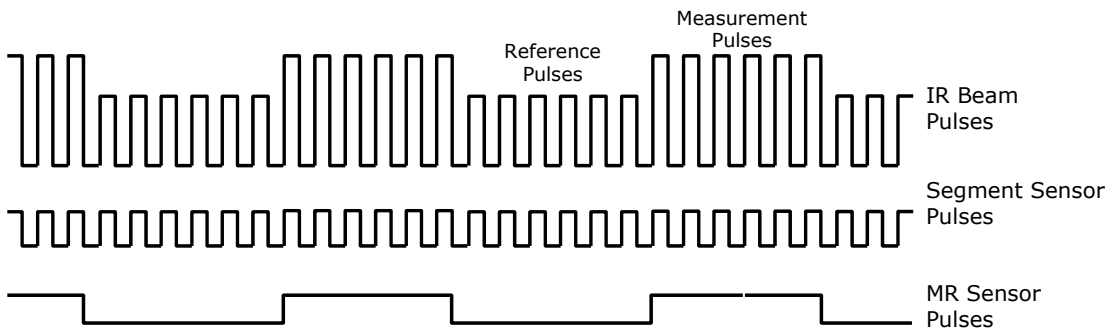 Measurement
Pulses
Reference
Pulses
IR Beam
Pulses
Segment Sensor
Pulses
MR Sensor
Pulses